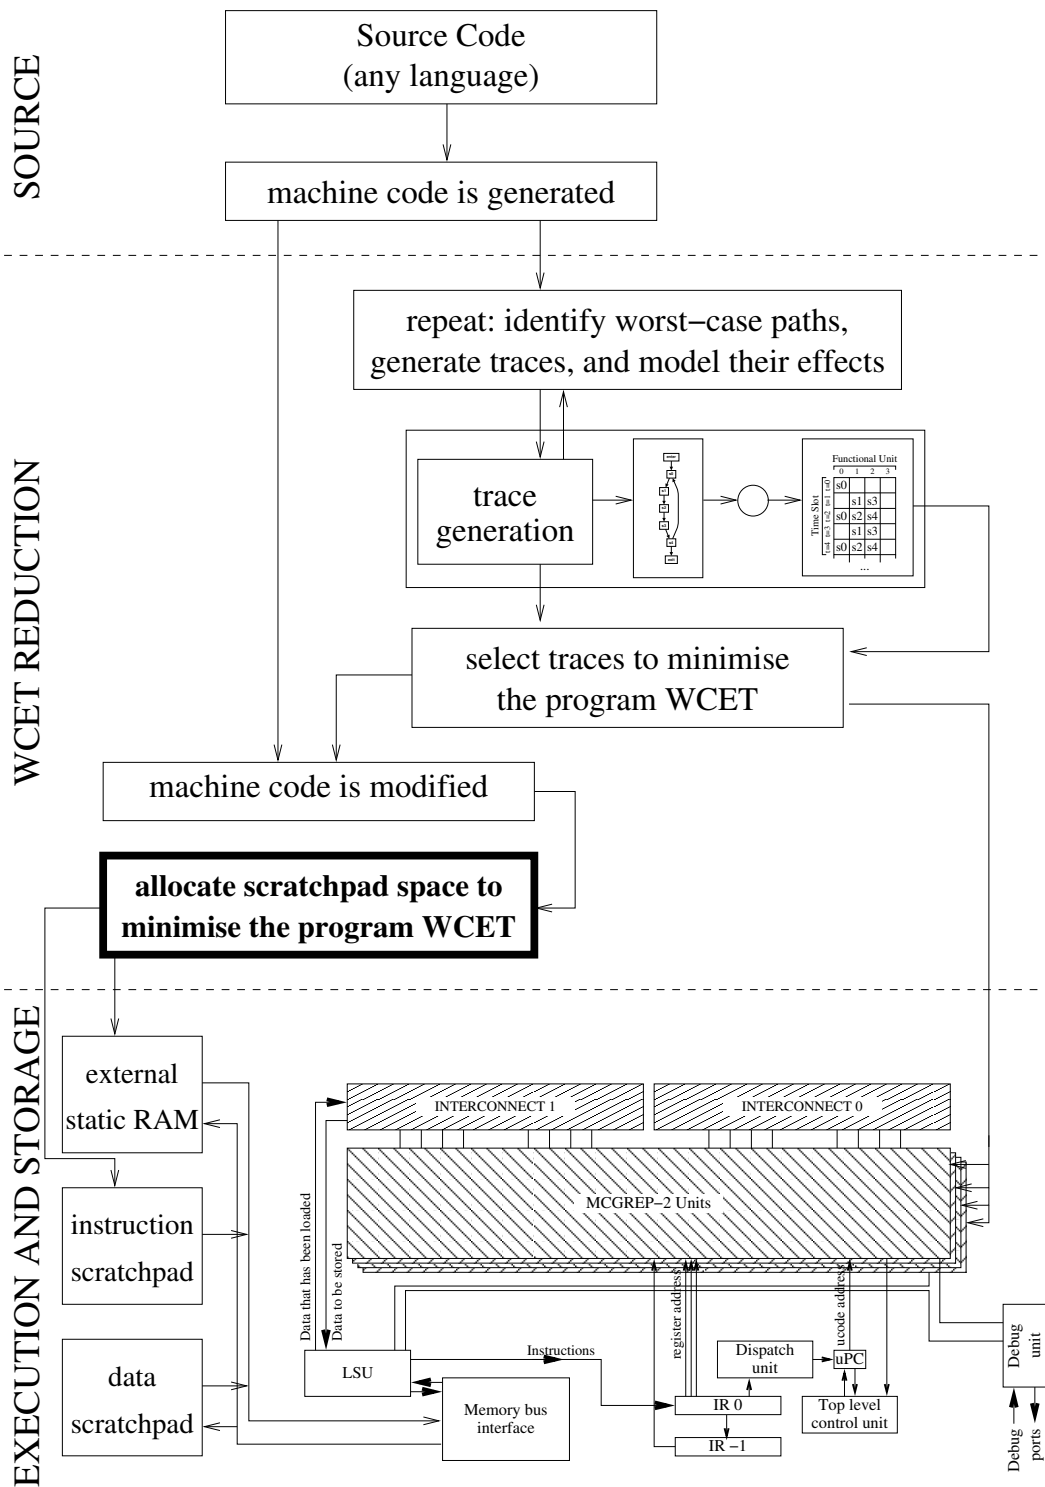 SOURCE
Source Code
(any language)
machine code is generated
WCET REDUCTION
repeat: identify worst−case paths,
generate traces, and model their effects
trace
generation
Functional Unit
0 1 2 3
Time Slot
t=0 t=1 t=2 t=3 t=4
s0
s1 s3
s0 s2 s4
s1 s3
s0 s2 s4
...
select traces to minimise
the program WCET
machine code is modified
allocate scratchpad space to
minimise the program WCET
EXECUTION AND STORAGE
external
static RAM
instruction
scratchpad
data
scratchpad
INTERCONNECT 1
INTERCONNECT 0
MCGREP−2 Units
Data that has been loaded
Data to be stored
register address
ucode address
LSU
Instructions
Memory bus
interface
Dispatch
unit
uPC
IR 0
IR −1
Top level
control unit
Debug
unit
Debug
ports